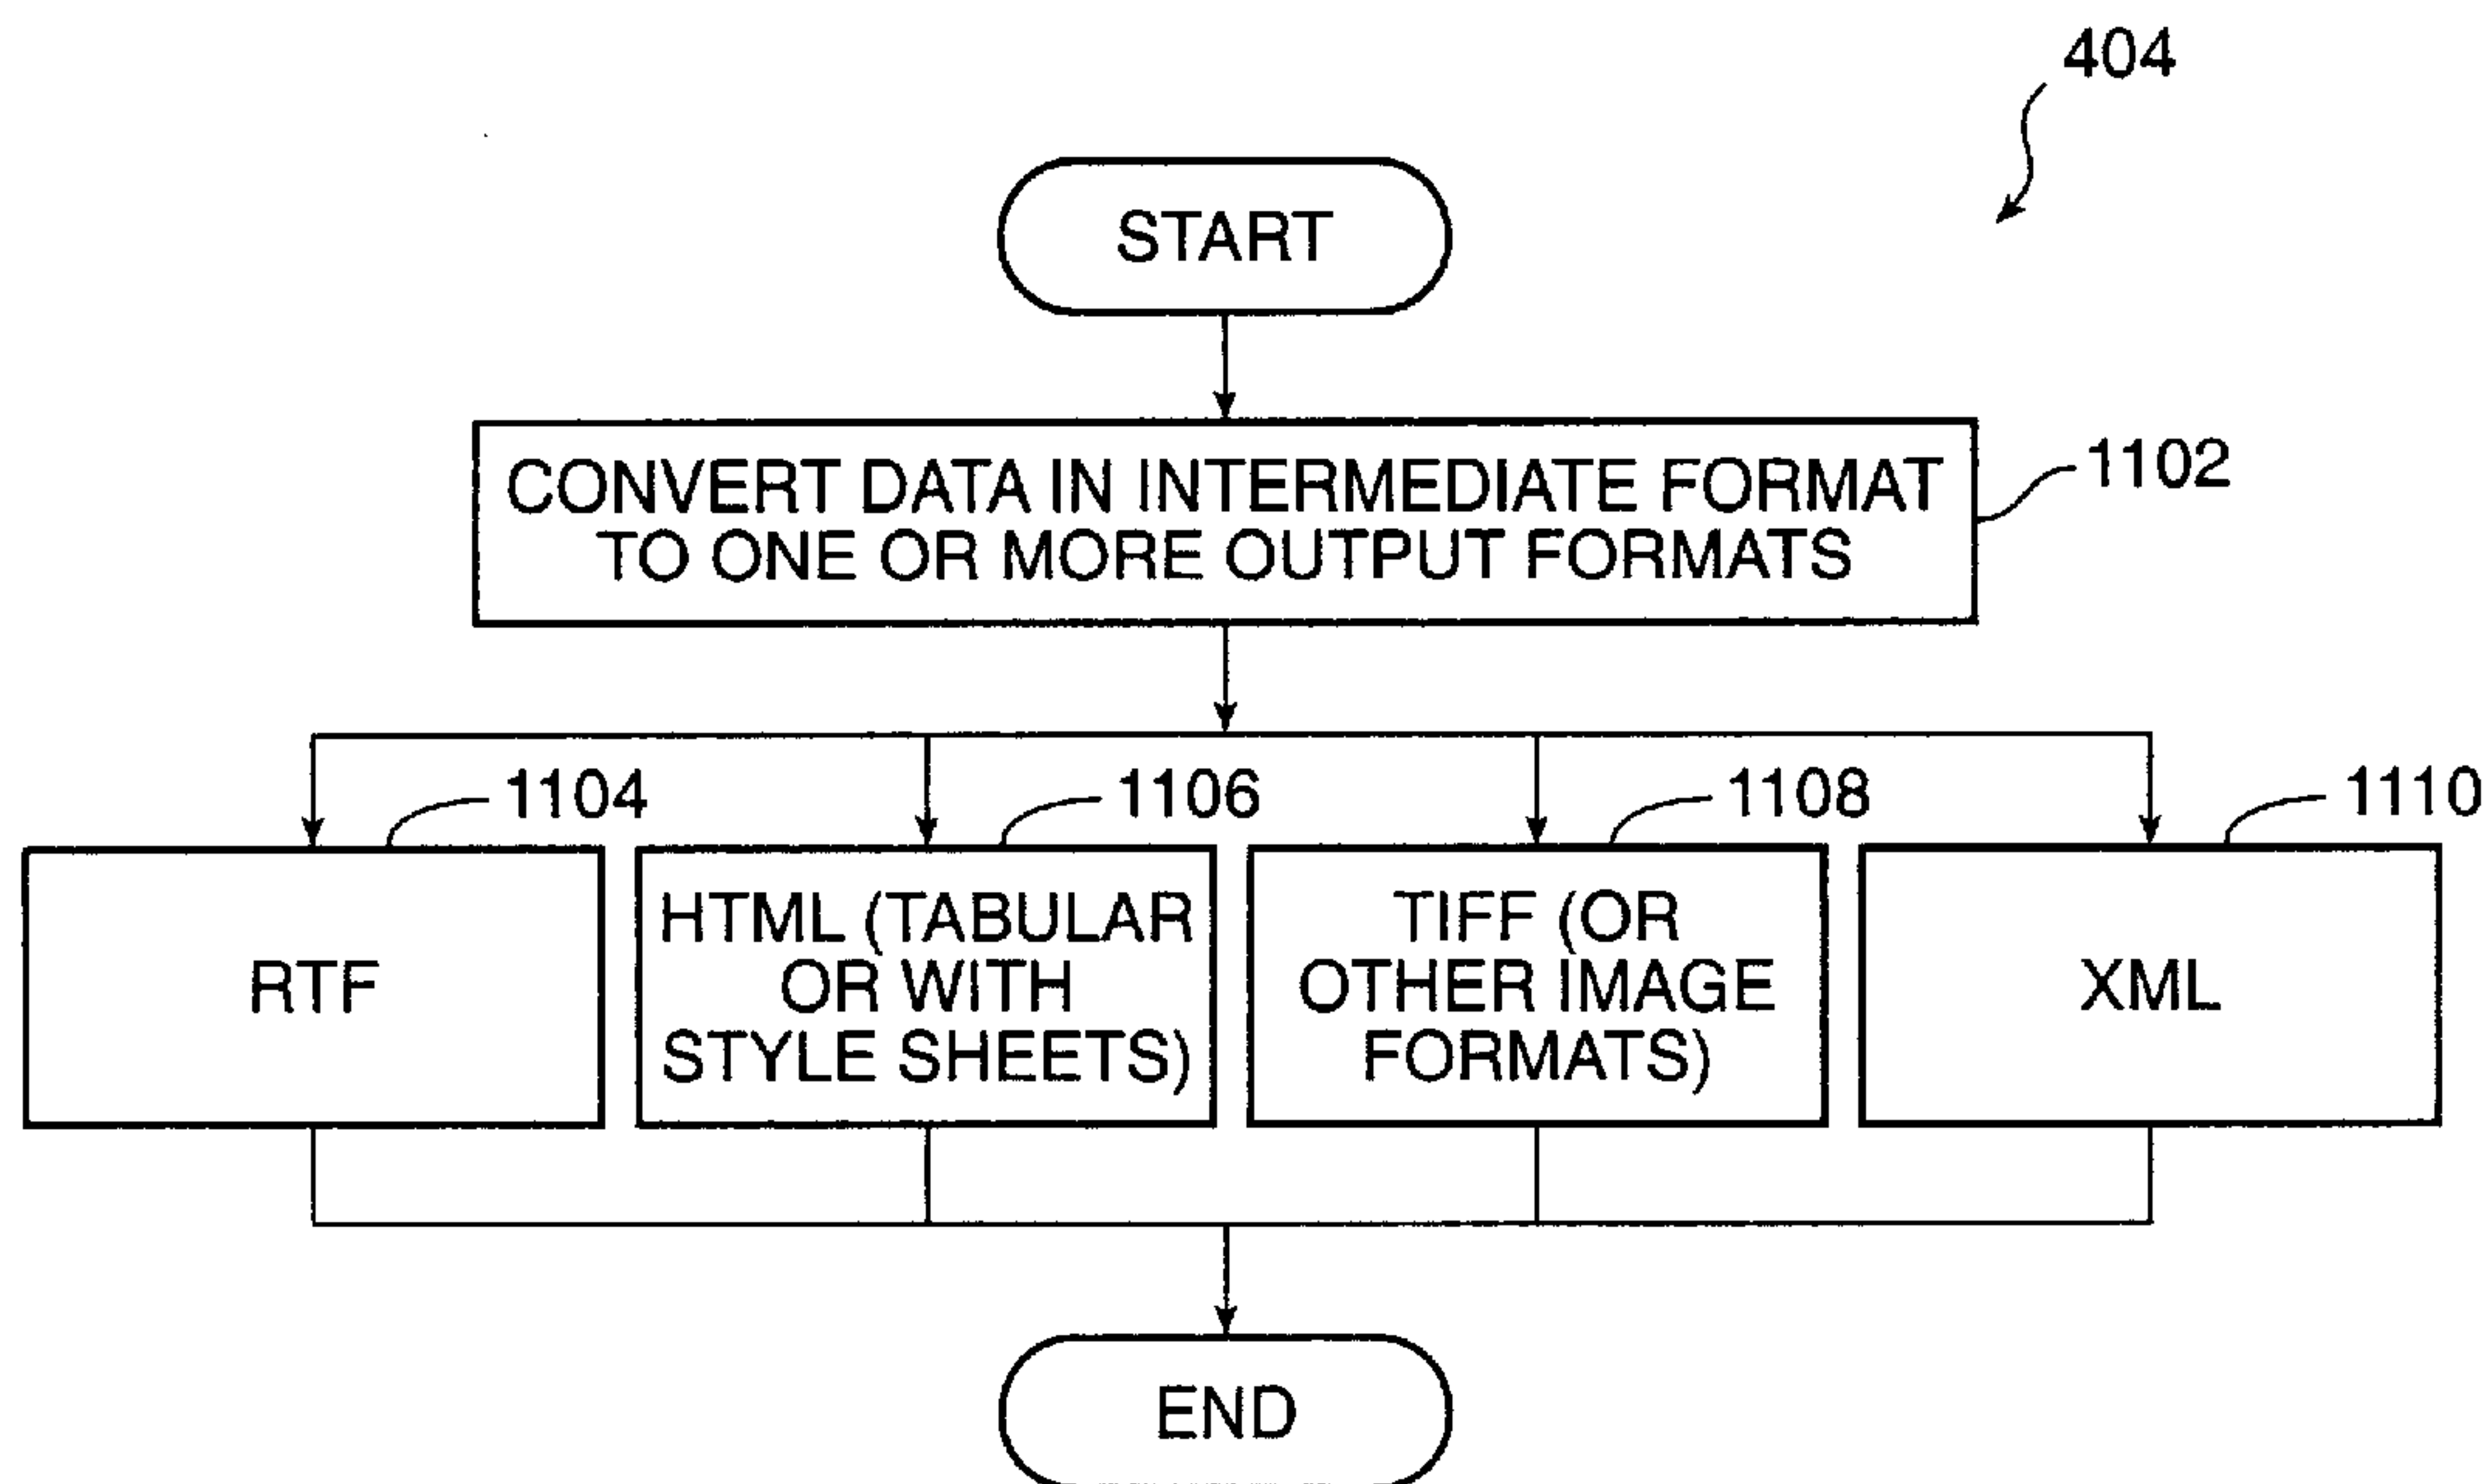 404
START
CONVERT DATA IN INTERMEDIATE FORMAT
TO ONE OR MORE OUTPUT FORMATS
1102
1104
1106
1108
1110
RTF
HTML (TABULAR
OR WITH
STYLE SHEETS)
TIFF (OR
OTHER IMAGE
FORMATS)
XML
END